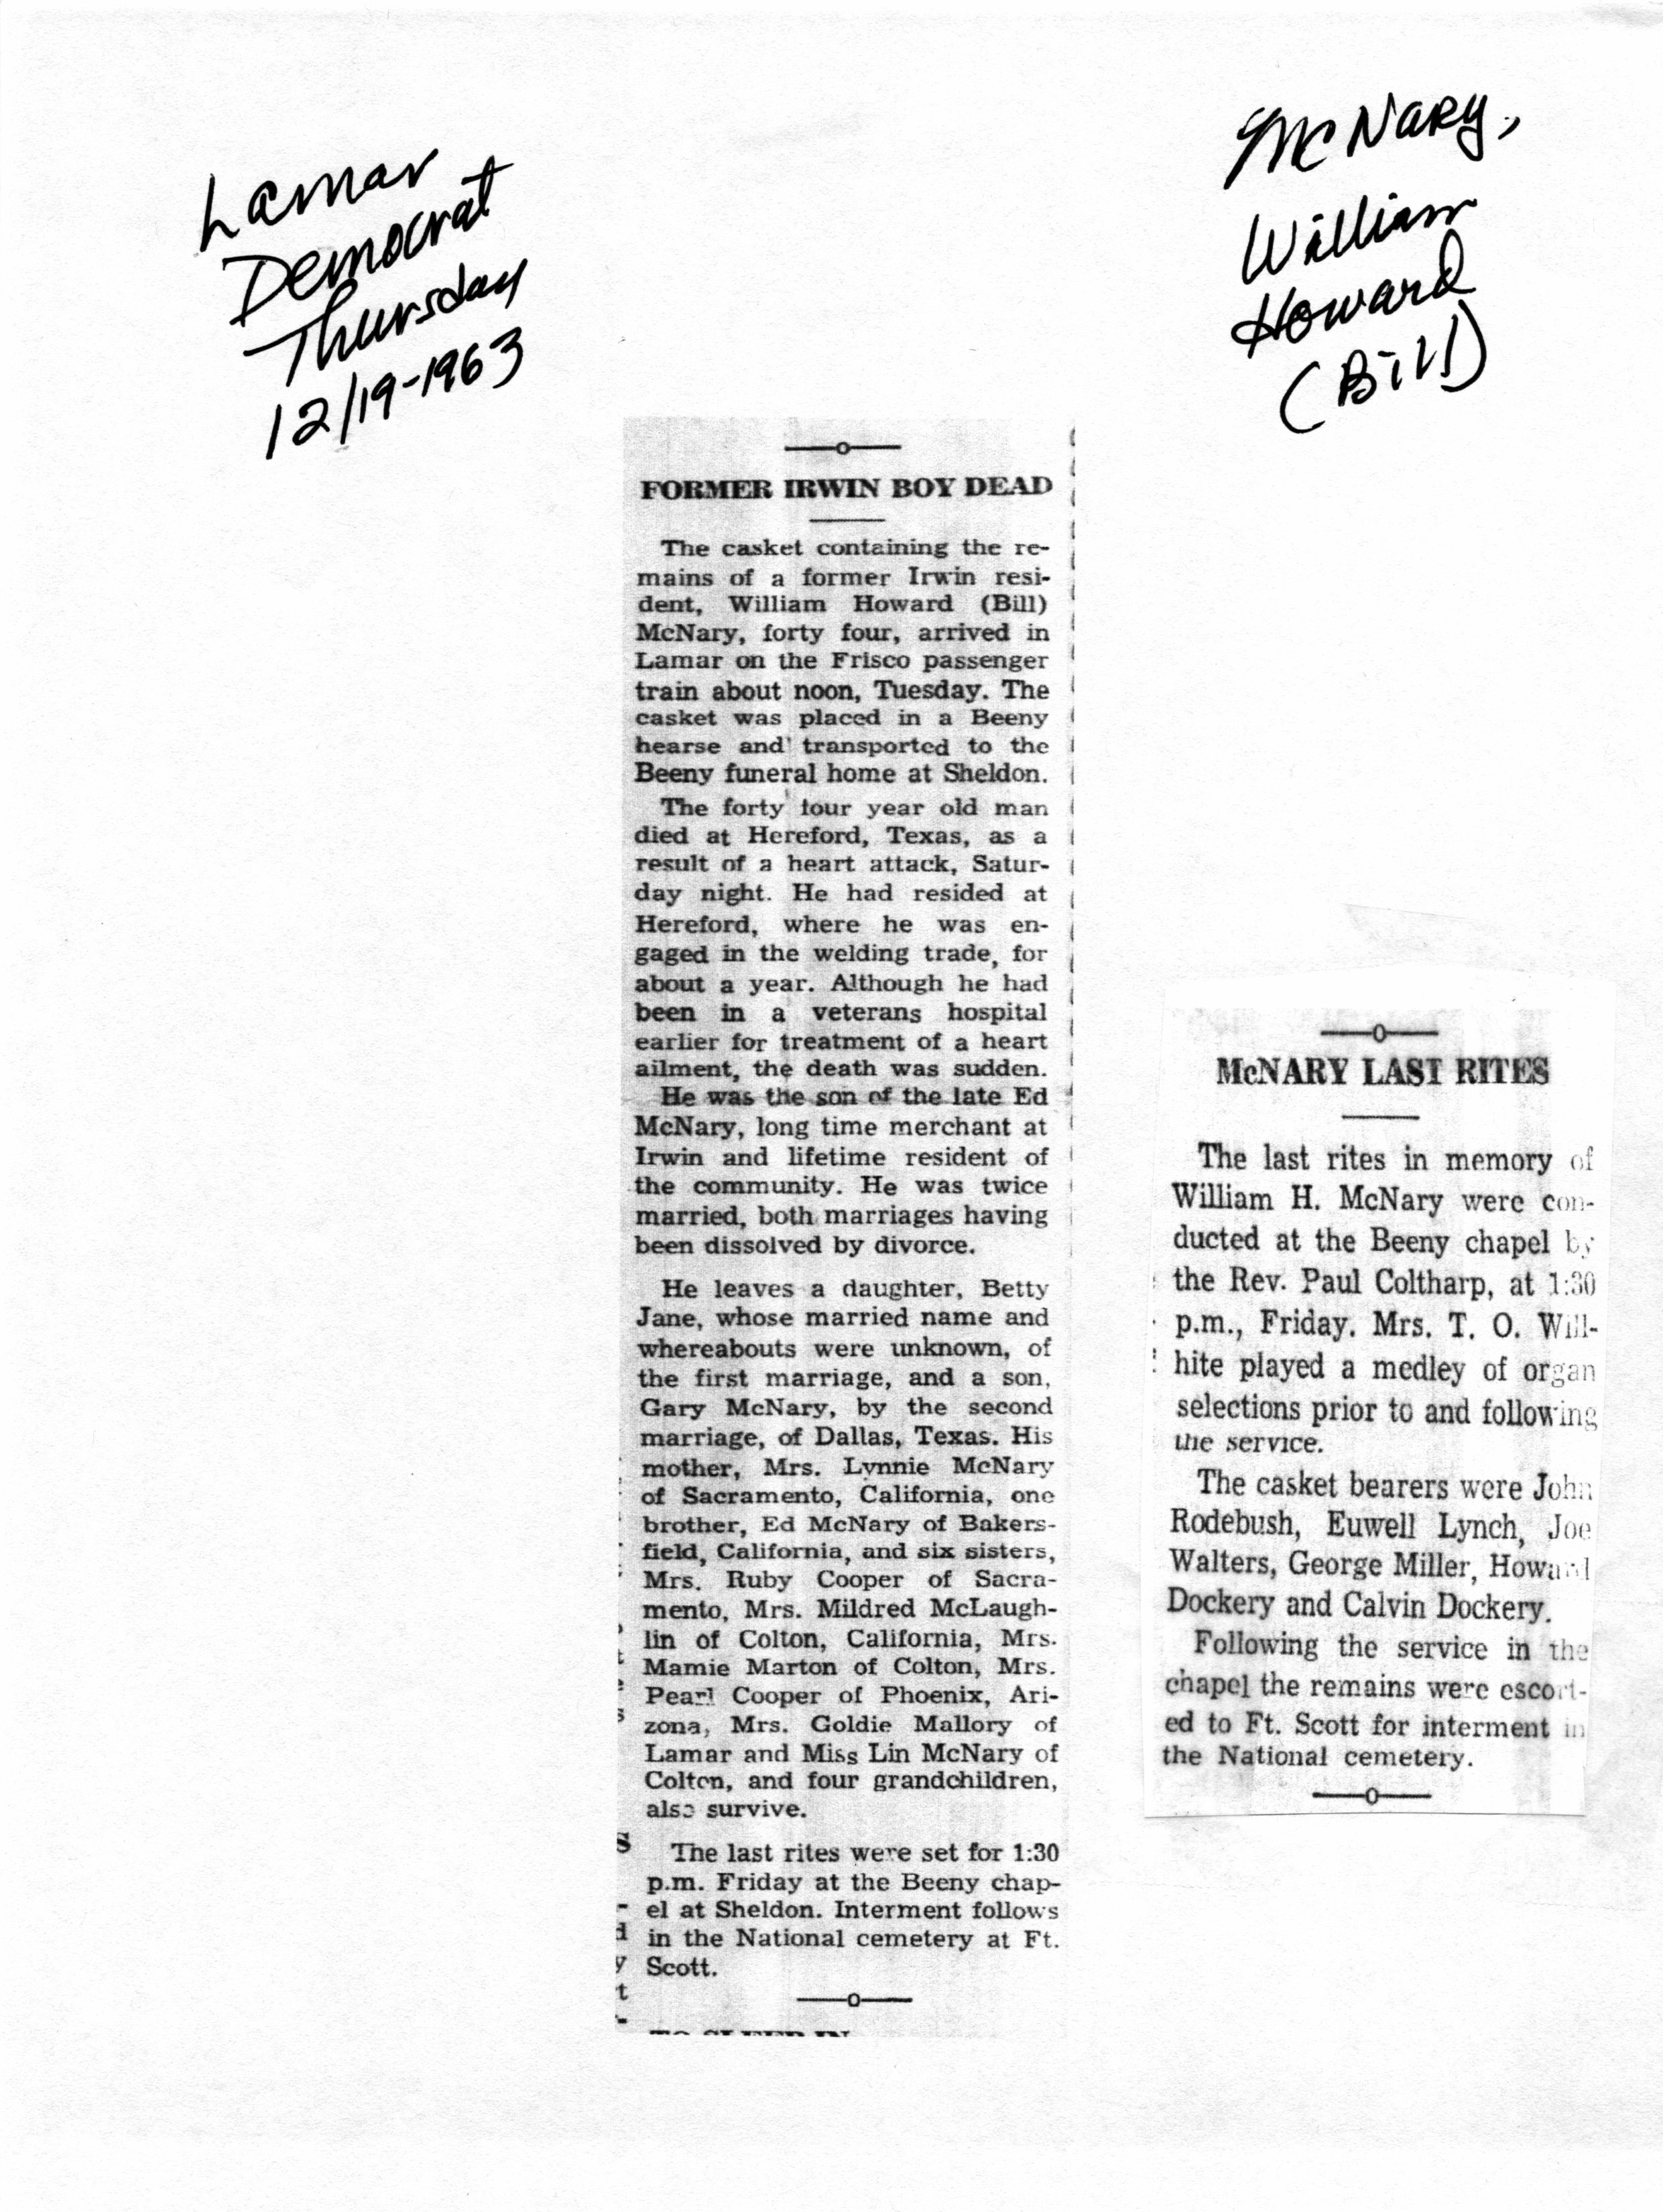 Lamar
Democrat
Thursday
12/19-1963
McNary,
William
Howard
(Bill)
FORMER IRWIN BOY DEAD
The casket containing the re-
mains of a former Irwin resi-
dent, William Howard (Bill)
McNary, forty four, arrived in
Lamar on the Frisco passenger
train about noon, Tuesday. The
casket was placed in a Beeny
hearse and transported to the
Beeny funeral home at Sheldon.
The forty four year old man
died at Hereford, Texas, as a
result of a heart attack, Satur-
day night. He had resided at
Hereford, where he was en-
gaged in the welding trade, for
about a year. Although he had
been in a veterans hospital
earlier for treatment of a heart
ailment, the death was sudden.
He was the son of the late Ed
McNary, long time merchant at
Irwin and lifetime resident of
the community. He was twice
married, both marriages having
been dissolved by divorce.
He leaves a daughter, Betty
Jane, whose married name and
whereabouts were unknown, of
the first marriage, and a son,
Gary McNary, by the second
marriage, of Dallas, Texas. His
mother, Mrs. Lynnie McNary
of Sacramento, California, one
brother, Ed McNary of Bakers-
field, California, and six sisters,
Mrs. Ruby Cooper of Sacra-
mento, Mrs. Mildred McLaugh-
lin of Colton, California, Mrs.
Mamie Marton of Colton, Mrs.
Pearl Cooper of Phoenix, Ari-
zona, Mrs. Goldie Mallory of
Lamar and Miss Lin McNary of
Colton, and four grandchildren,
also survive.
The last rites were set for 1:30
p.m. Friday at the Beeny chap-
el at Sheldon. Interment follows
in the National cemetery at Ft.
Scott.
McNARY LAST RITES
The last rites in memory of
William H. McNary were con-
ducted at the Beeny chapel by
the Rev. Paul Coltharp, at 1:30
p.m., Friday. Mrs. T. O. Will-
hite played a medley of organ
selections prior to and following
the service.
The casket bearers were John
Rodebush, Euwell Lynch, Joe
Walters, George Miller, Howard
Dockery and Calvin Dockery.
Following the service in the
chapel the remains were escort-
ed to Ft. Scott for interment in
the National cemetery.